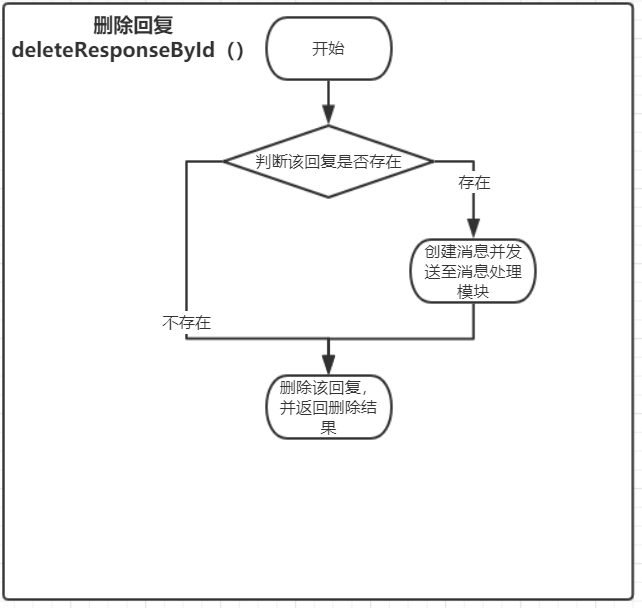 删除回复
deleteResponseById（）
开始
判断该回复是否存在
存在
创建消息并发
送至消息处理
模块
不存在
删除该回复，
并返回删除结
果